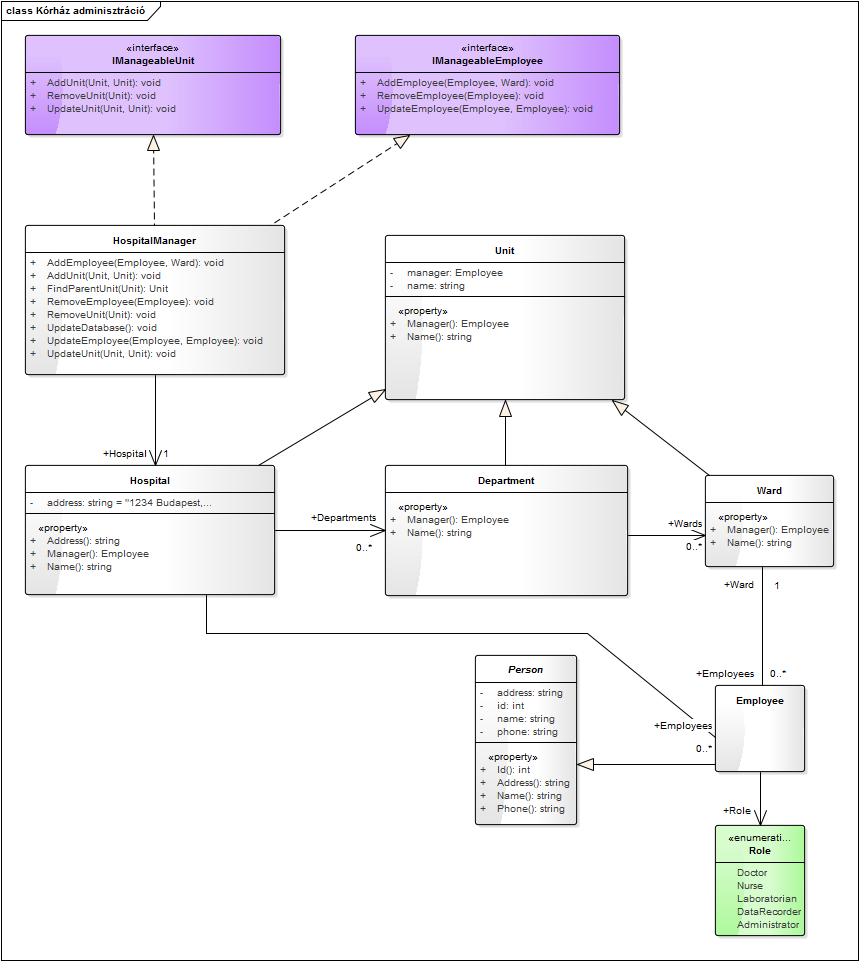 class Kórház adminisztráció
«interface»
IManageableUnit
+ AddUnit(Unit, Unit): void
+ RemoveUnit(Unit): void
+ UpdateUnit(Unit, Unit): void
«interface»
IManageableEmployee
+ AddEmployee(Employee, Ward): void
+ RemoveEmployee(Employee): void
+ UpdateEmployee(Employee, Employee): void
HospitalManager
+ AddEmployee(Employee, Ward): void
+ AddUnit(Unit, Unit): void
+ FindParentUnit(Unit): Unit
+ RemoveEmployee(Employee): void
+ RemoveUnit(Unit): void
+ UpdateDatabase(): void
+ UpdateEmployee(Employee, Employee): void
+ UpdateUnit(Unit, Unit): void
Unit
- manager: Employee
- name: string
«property»
+ Manager(): Employee
+ Name(): string
+Hospital 1
Hospital
- address: string = "1234 Budapest,...
«property»
+ Address(): string
+ Manager(): Employee
+ Name(): string
+Departments
0..*
Department
«property»
+ Manager(): Employee
+ Name(): string
+Wards
0..*
Ward
«property»
+ Manager(): Employee
+ Name(): string
+Ward 1
+Employees 0..*
Person
- address: string
- id: int
- name: string
- phone: string
«property»
+ Id(): int
+ Address(): string
+ Name(): string
+ Phone(): string
+Employees
0..*
Employee
+Role
«enumerati...
Role
Doctor
Nurse
Laboratorian
DataRecorder
Administrator